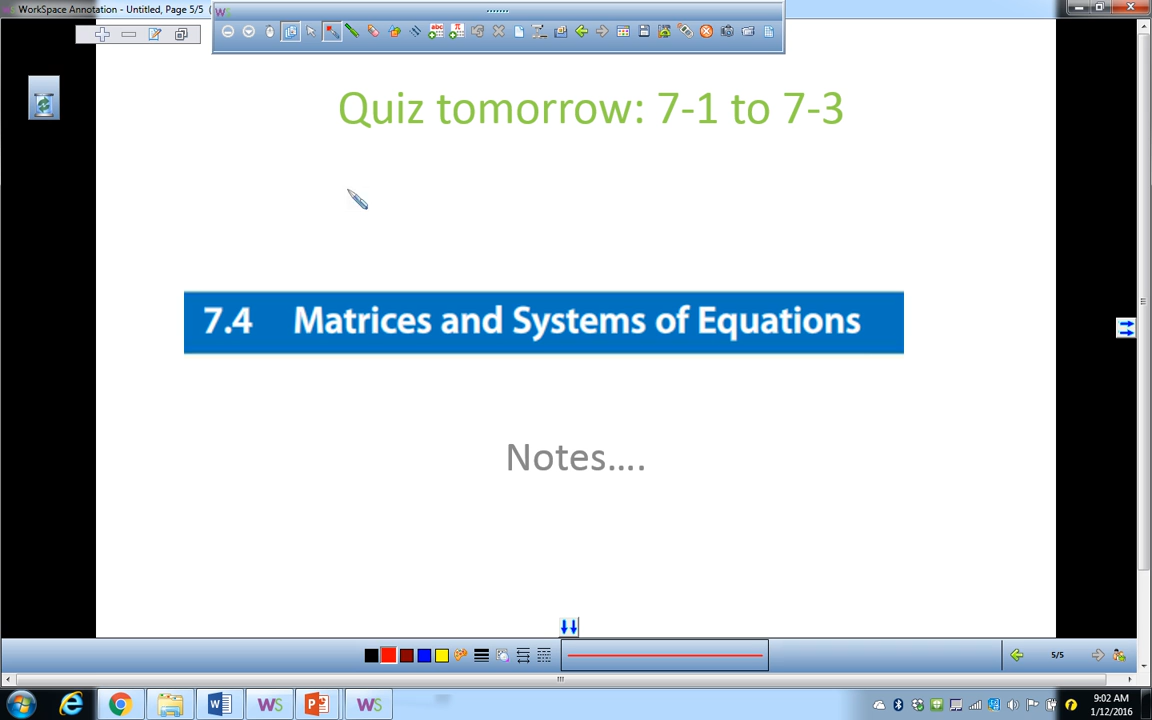 WorkSpace Annotation - Untitled, Page 5/5 (
Quiz tomorrow: 7-1 to 7-3
7.4 Matrices and Systems of Equations
Notes....
5/5
9:02 AM
1/12/2016